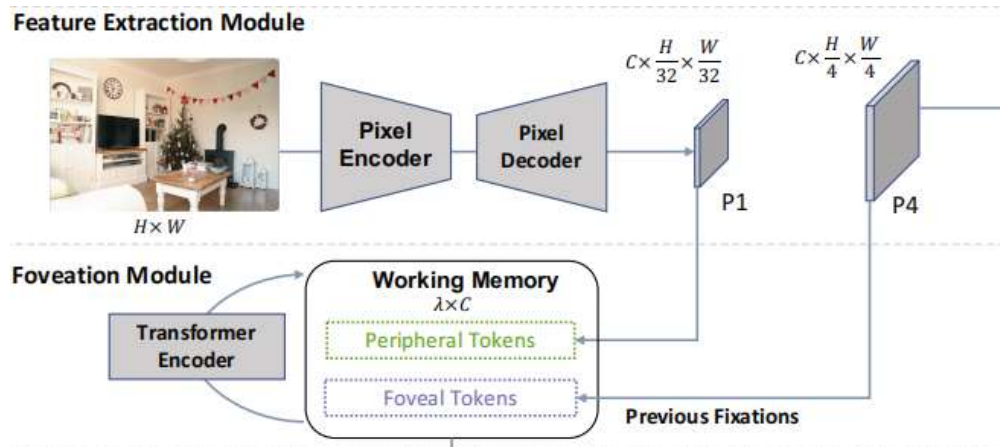 Feature Extraction Module
C × H/32 × W/32
C × H/4 × W/4
Pixel
Encoder
Pixel
Decoder
P1
P4
H × W
Foveation Module
Working Memory
λ×C
Transformer
Encoder
Peripheral Tokens
Foveal Tokens
Previous Fixations